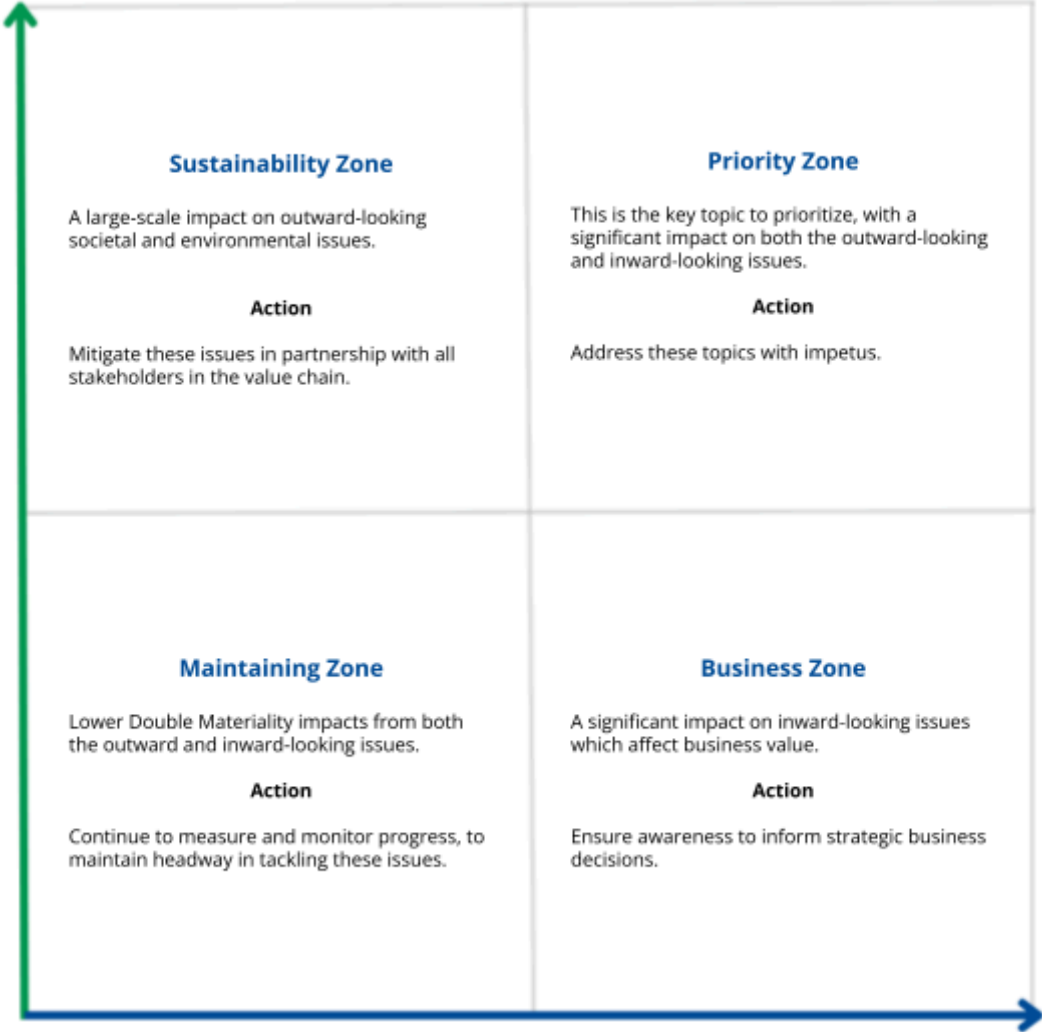 Sustainability Zone
A large-scale impact on outward-looking
societal and environmental issues.
Action
Mitigate these issues in partnership with all
stakeholders in the value chain.
Priority Zone
This is the key topic to prioritize, with a
significant impact on both the outward-looking
and inward-looking issues.
Action
Address these topics with impetus.
Maintaining Zone
Lower Double Materiality impacts from both
the outward and inward-looking issues.
Action
Continue to measure and monitor progress, to
maintain headway in tackling these issues.
Business Zone
A significant impact on inward-looking issues
which affect business value.
Action
Ensure awareness to inform strategic business
decisions.